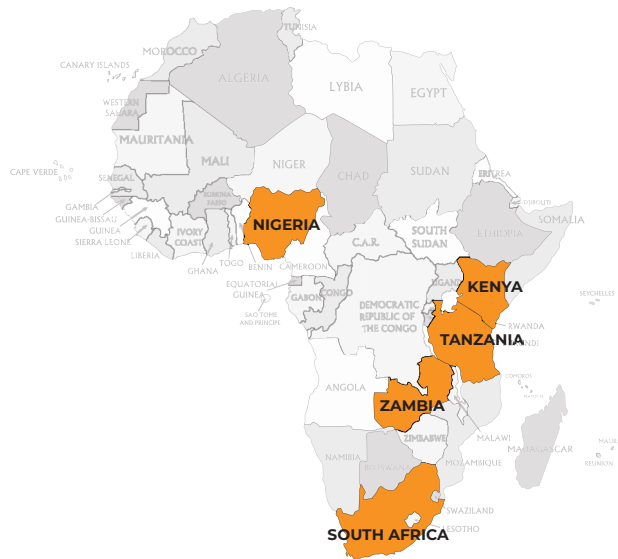 TUNISIA
MOROCCO
CANARY ISLANDS
ALGERIA
LYBIA
EGYPT
WESTERN
SAHARA
MAURITANIA
MALI
NIGER
CHAD
SUDAN
ERITREA
CAPE VERDE
SENEGAL
GAMBIA
GUINEA-BISSAU
GUINEA
SIERRA LEONE
LIBERIA
IVORY
COAST
BURKINA
FASO
GHANA
TOGO
BENIN
NIGERIA
CAMEROON
C.A.R.
SOUTH
SUDAN
ETHIOPIA
DJIBOUTI
SOMALIA
EQUATORIAL
GUINEA
SAO TOME
AND PRINCIPE
GABON
CONGO
DEMOCRATIC
REPUBLIC OF
THE CONGO
KENYA
SEYCHELLES
RWANDA
TANZANIA
COMOROS
ANGOLA
ZAMBIA
MALAWI
ZIMBABWE
MOZAMBIQUE
MADAGASCAR
REUNION
NAMIBIA
BOTSWANA
SWAZILAND
LESOTHO
SOUTH AFRICA